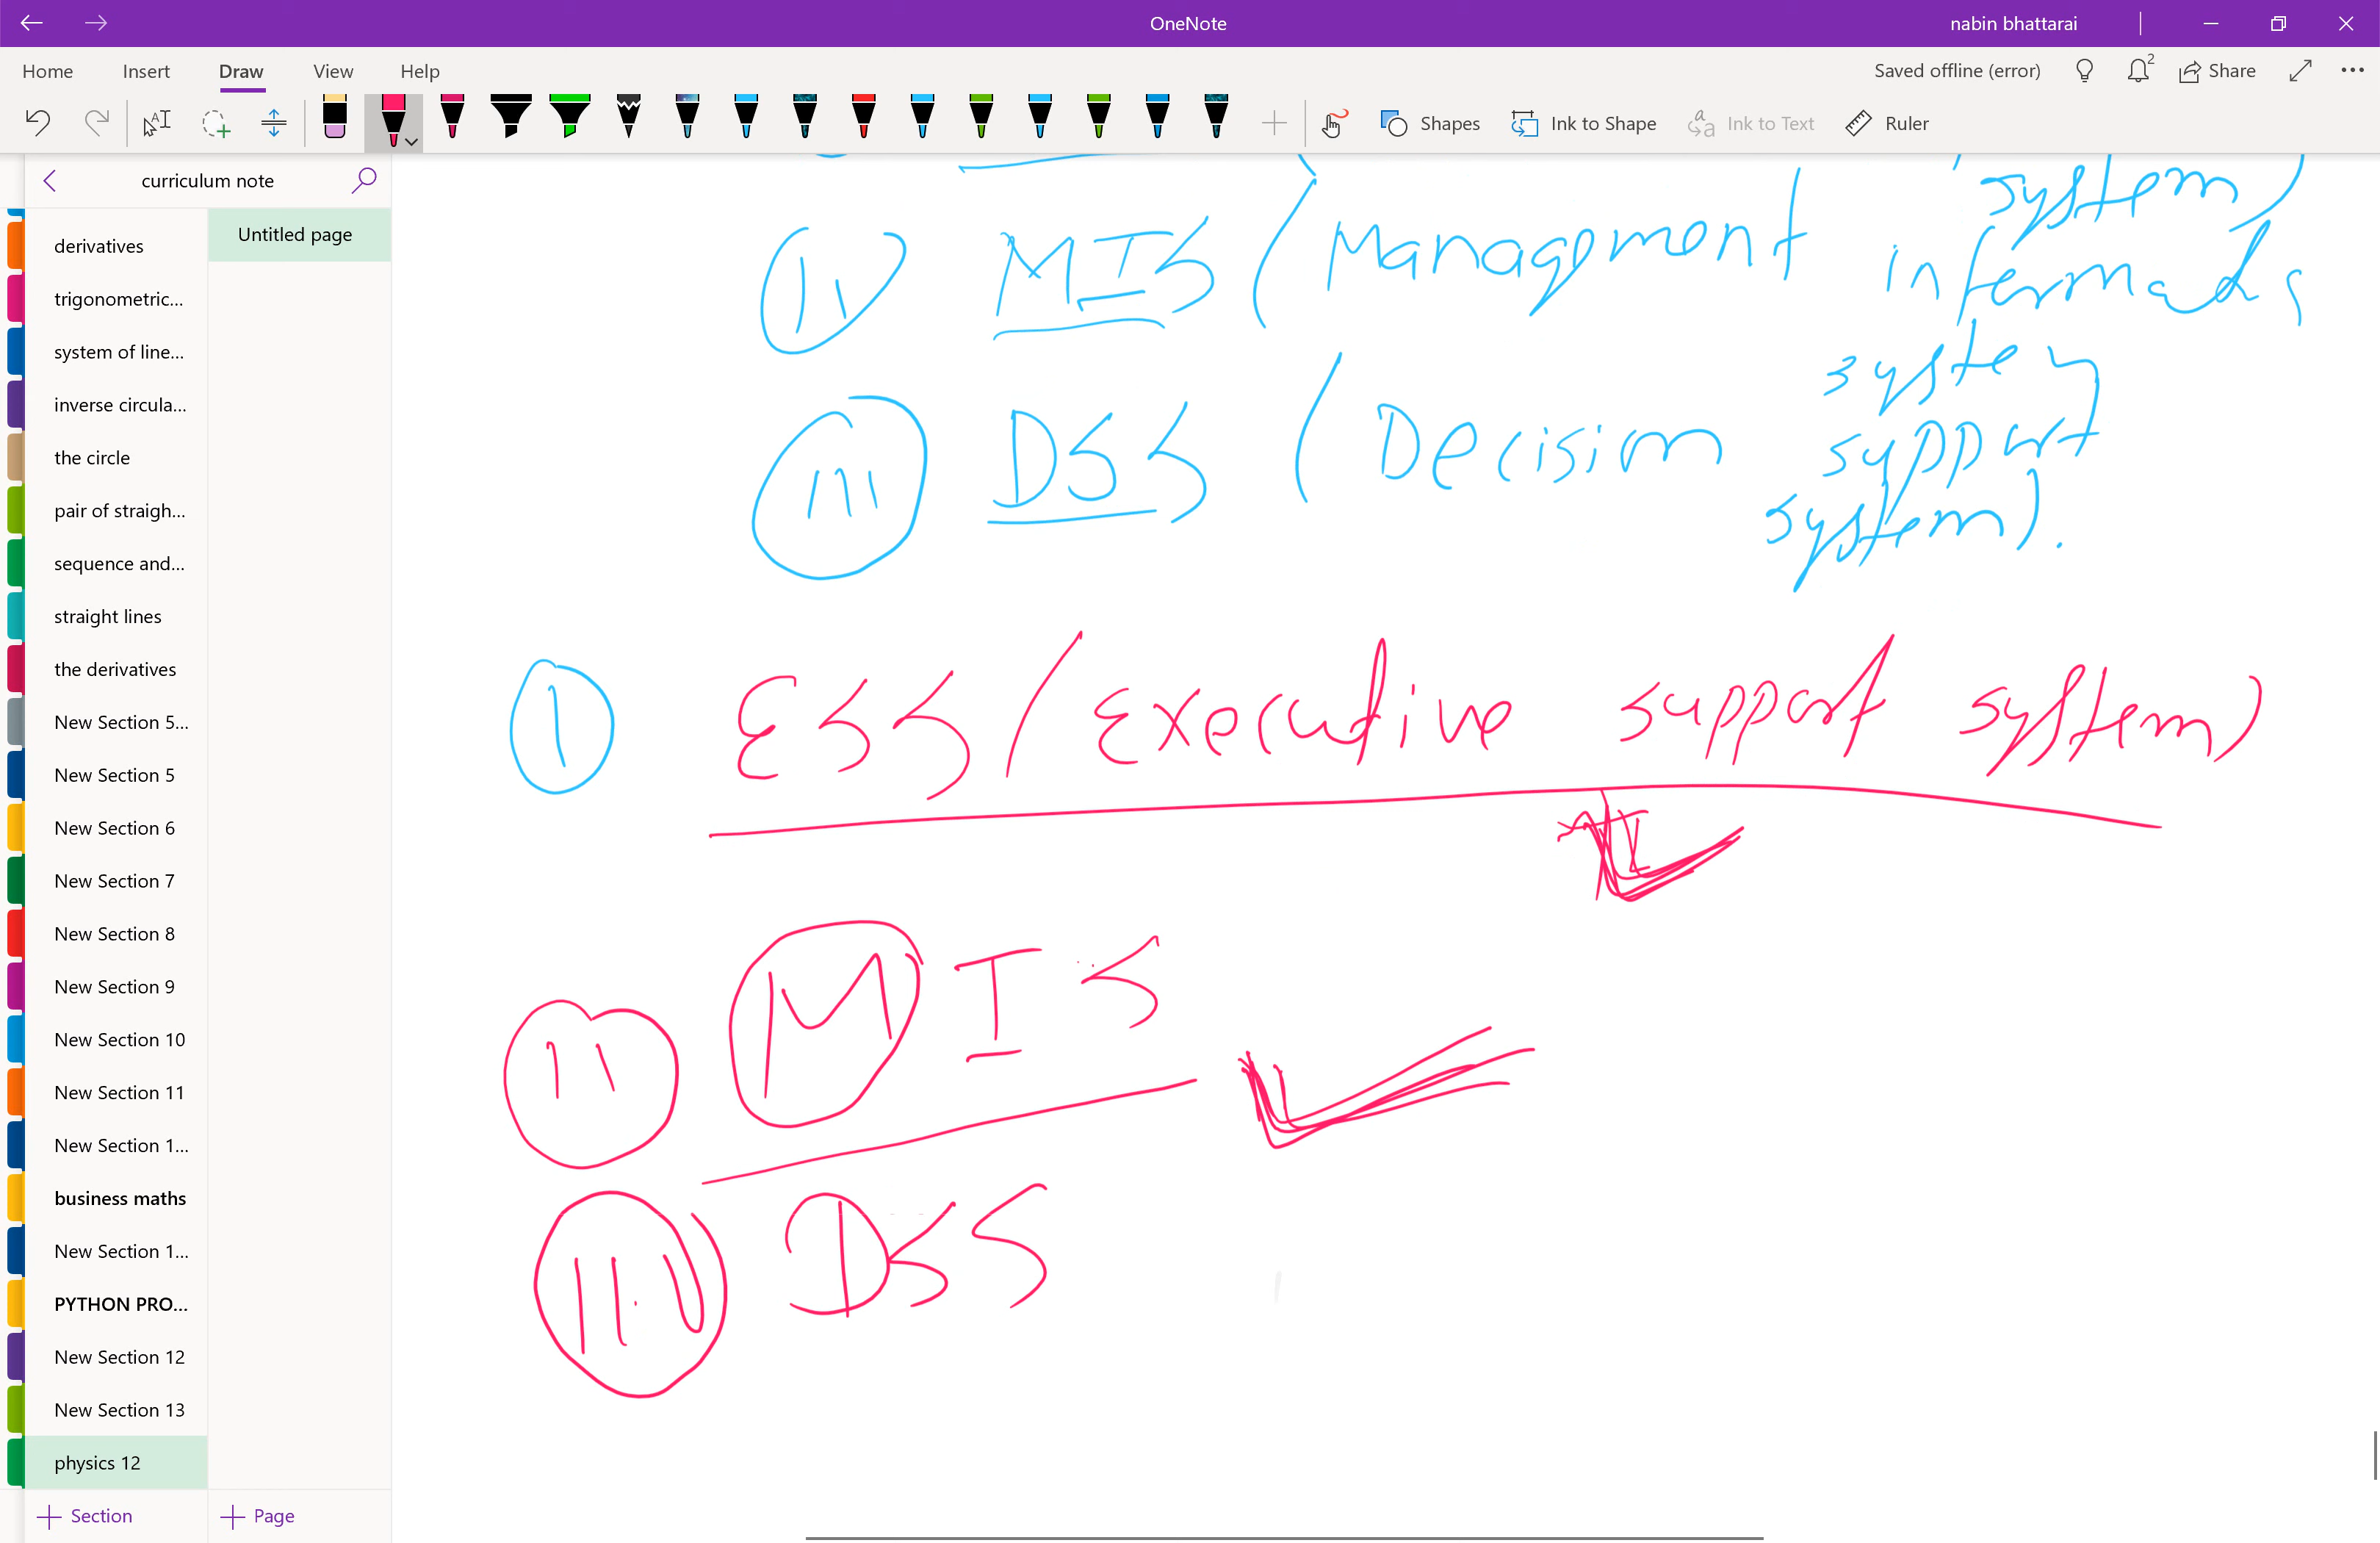 OneNote
nabin bhattarai
Home Insert Draw View Help
Saved offline (error) 2 Share
Shapes Ink to Shape Ink to Text Ruler
curriculum note
Untitled page
derivatives
trigonometric...
system of line...
inverse circula...
the circle
pair of straigh...
sequence and...
straight lines
the derivatives
New Section 5...
New Section 5
New Section 6
New Section 7
New Section 8
New Section 9
New Section 10
New Section 11
New Section 1...
business maths
New Section 1...
PYTHON PRO...
New Section 12
New Section 13
physics 12
Section
Page
system)
II MIS (Management
system
III DSS (Decision support
system).
I ESS (Executive support system)
II MIS
III DSS